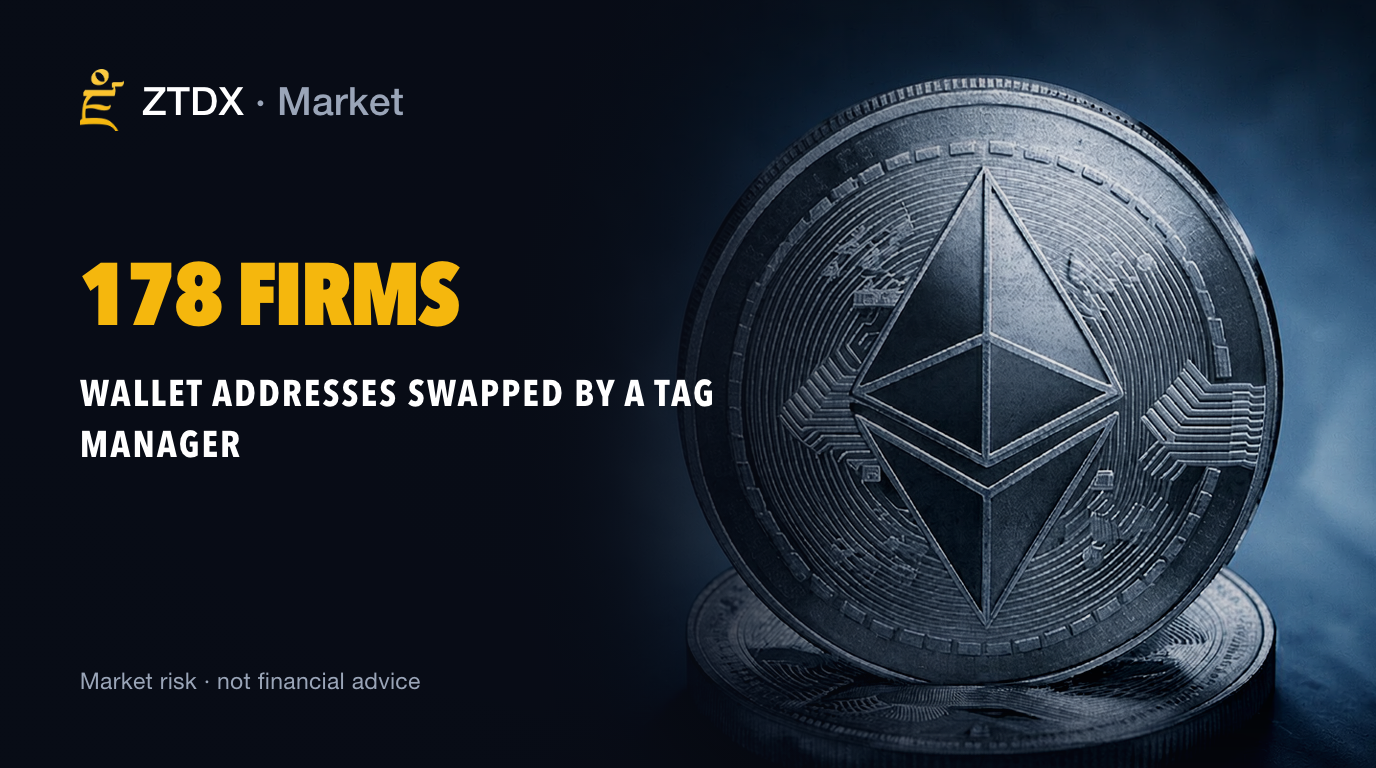 ZTDX · Market
178 FIRMS
WALLET ADDRESSES SWAPPED BY A TAG
MANAGER
Market risk · not financial advice